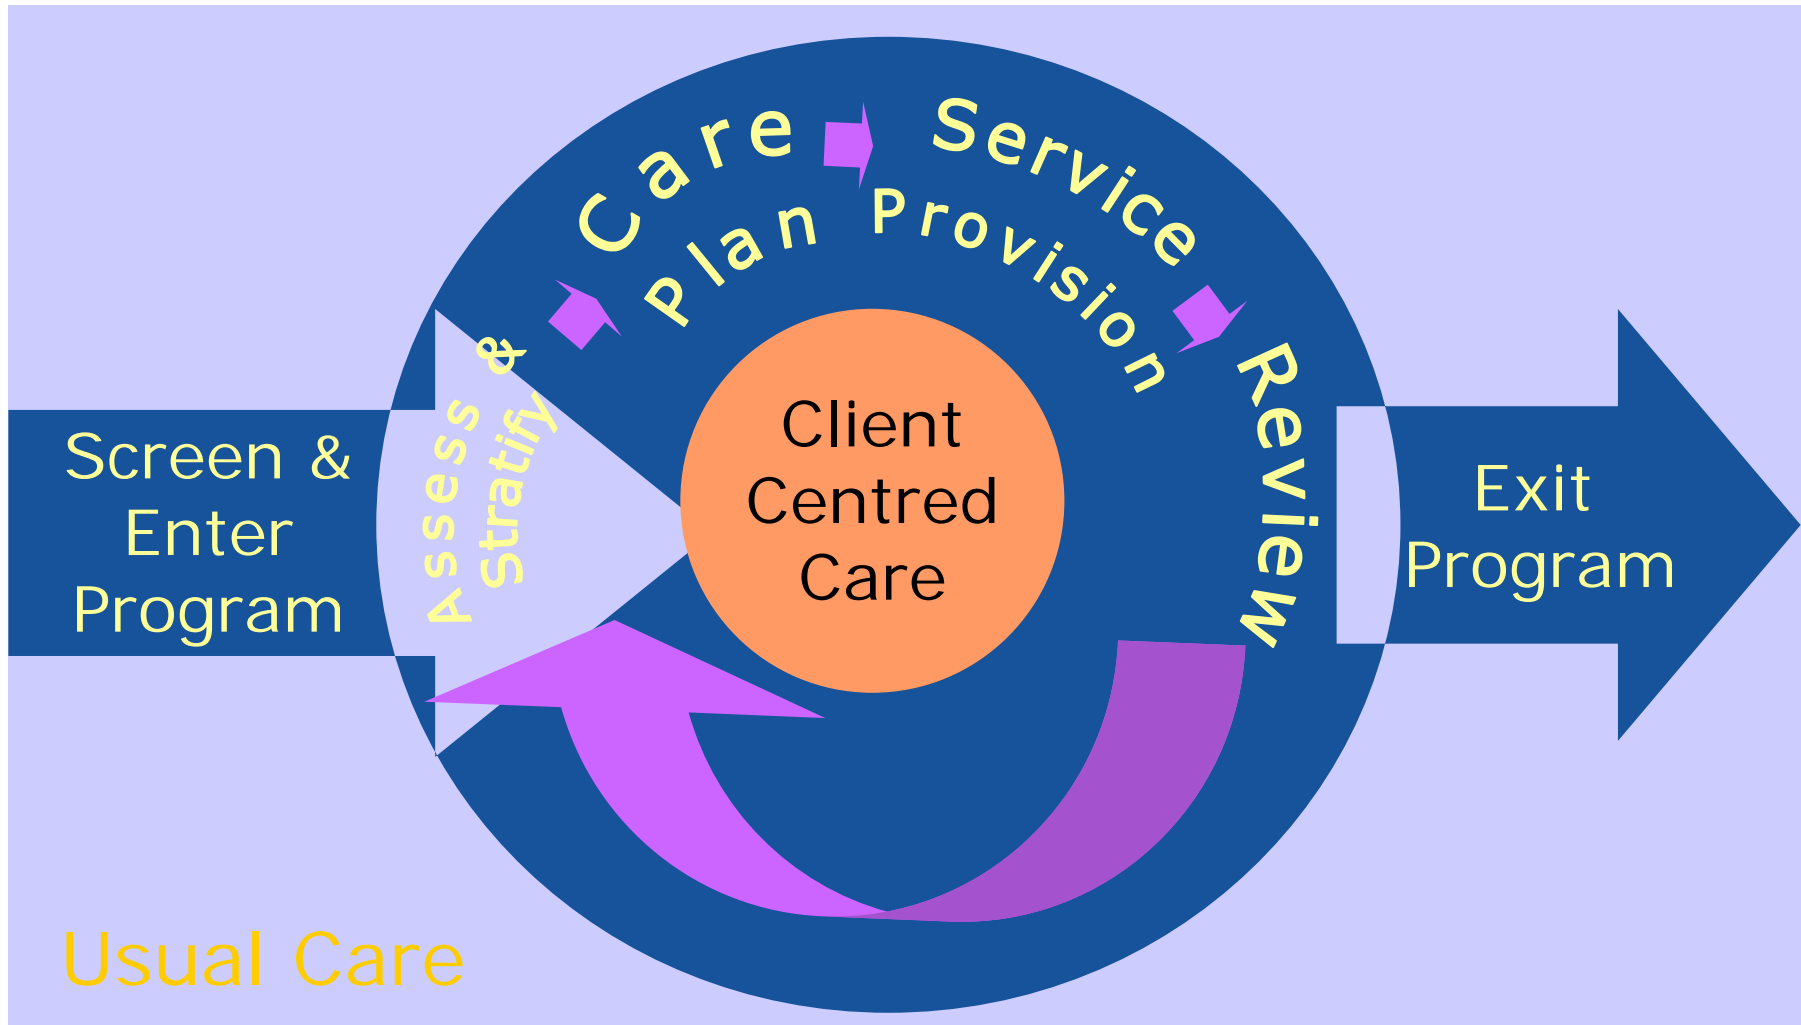 Screen &
Enter
Program
Assess &
Stratify
Care
Plan
Service
Provision
Review
Client
Centred
Care
Exit
Program
Usual Care